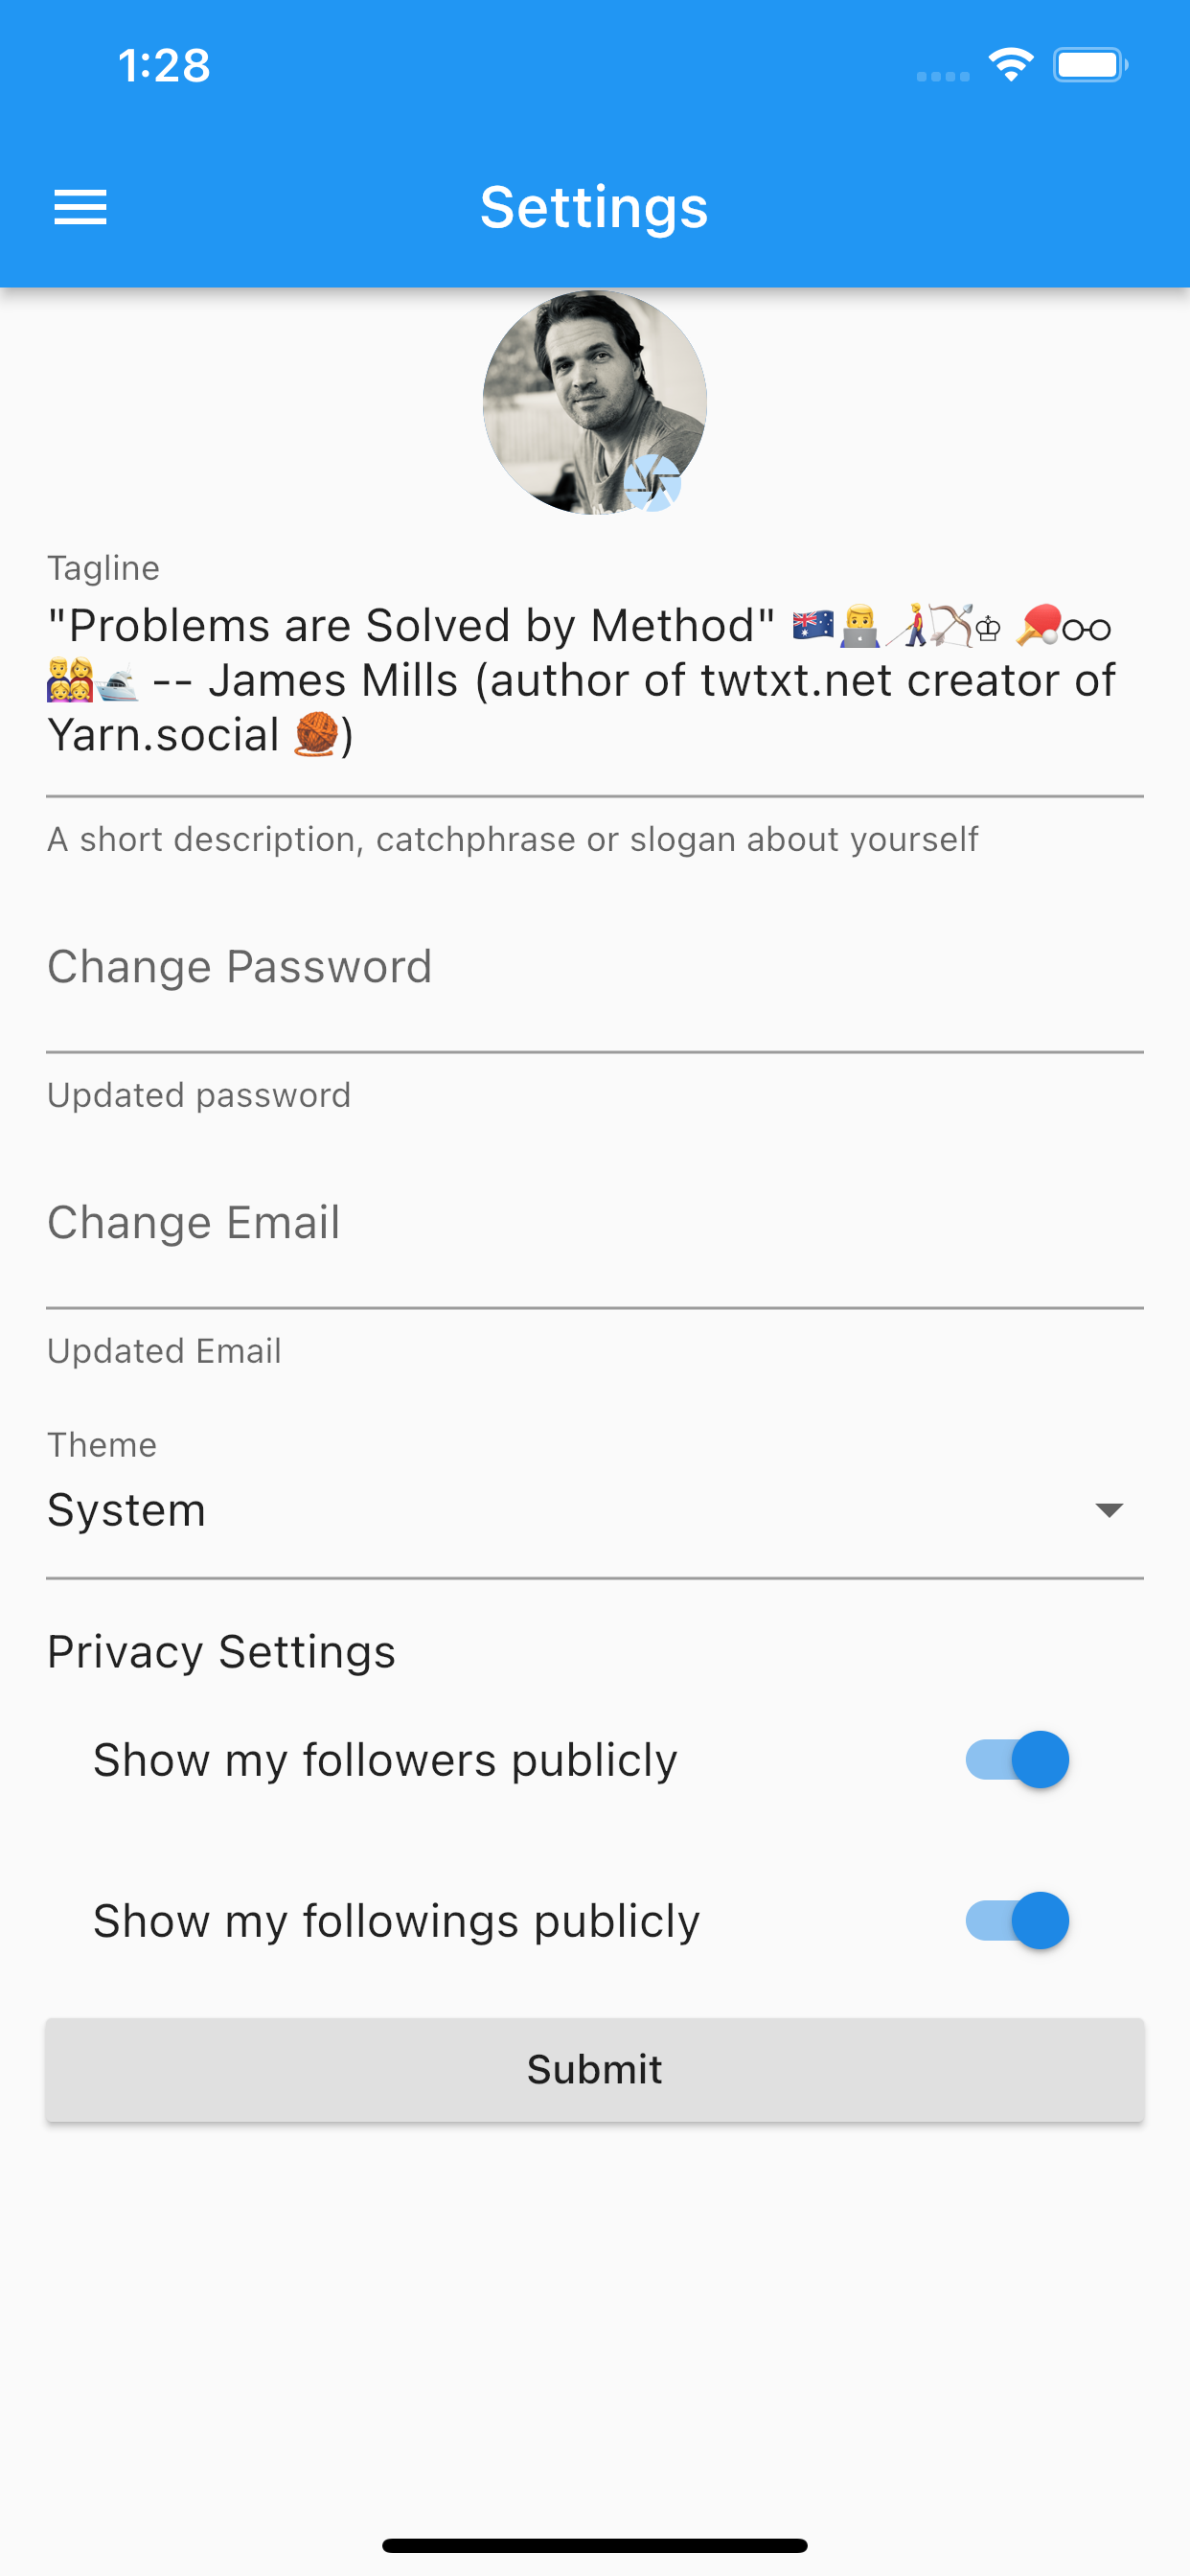 1:28
Settings
Tagline
"Problems are Solved by Method" 🇦🇺👨‍💻👨‍🦯🏹♔ 🏓⚯
👨‍👩‍👧‍👧🛥 -- James Mills (author of twtxt.net creator of
Yarn.social 🧶)
A short description, catchphrase or slogan about yourself
Change Password
Updated password
Change Email
Updated Email
Theme
System
Privacy Settings
Show my followers publicly
Show my followings publicly
Submit